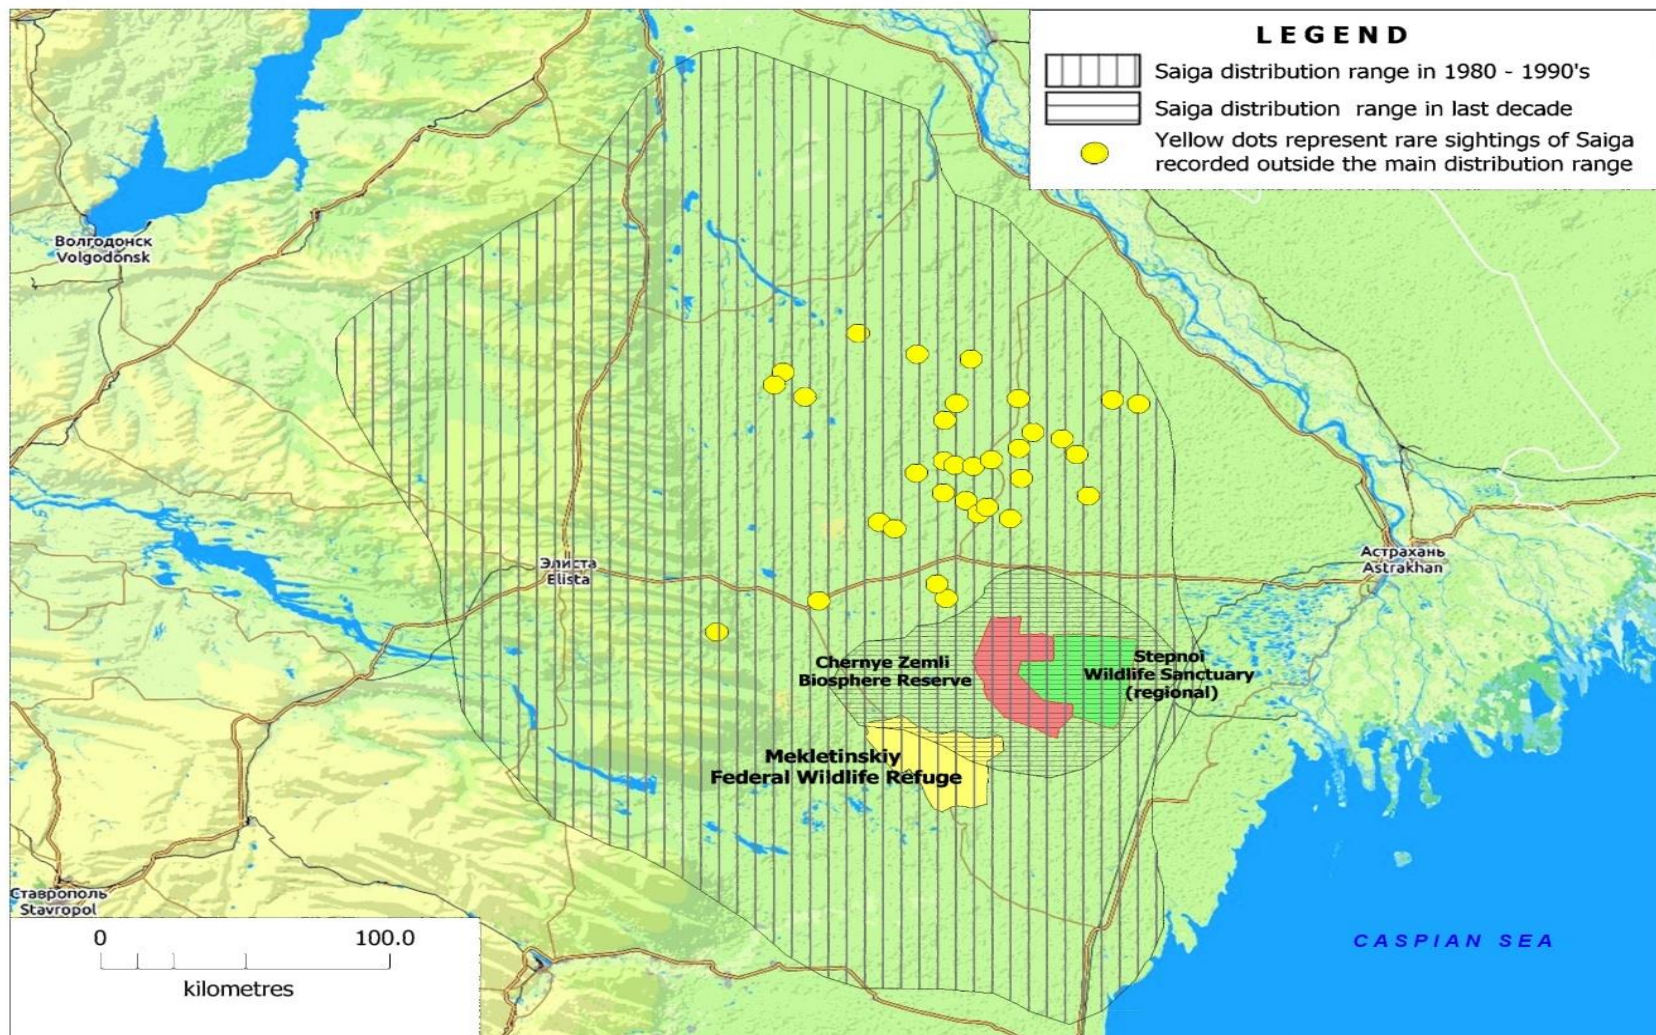 LEGEND
Saiga distribution range in 1980 - 1990's
Saiga distribution range in last decade
Yellow dots represent rare sightings of Saiga
recorded outside the main distribution range
Волгодонск
Volgodonsk
Элиста
Elista
Астрахань
Astrakhan
Chernye Zemli
Biosphere Reserve
Stepnoi
Wildlife Sanctuary
(regional)
Mekletinskiy
Federal Wildlife Refuge
Ставрополь
Stavropol
0 100.0
kilometres
CASPIAN SEA